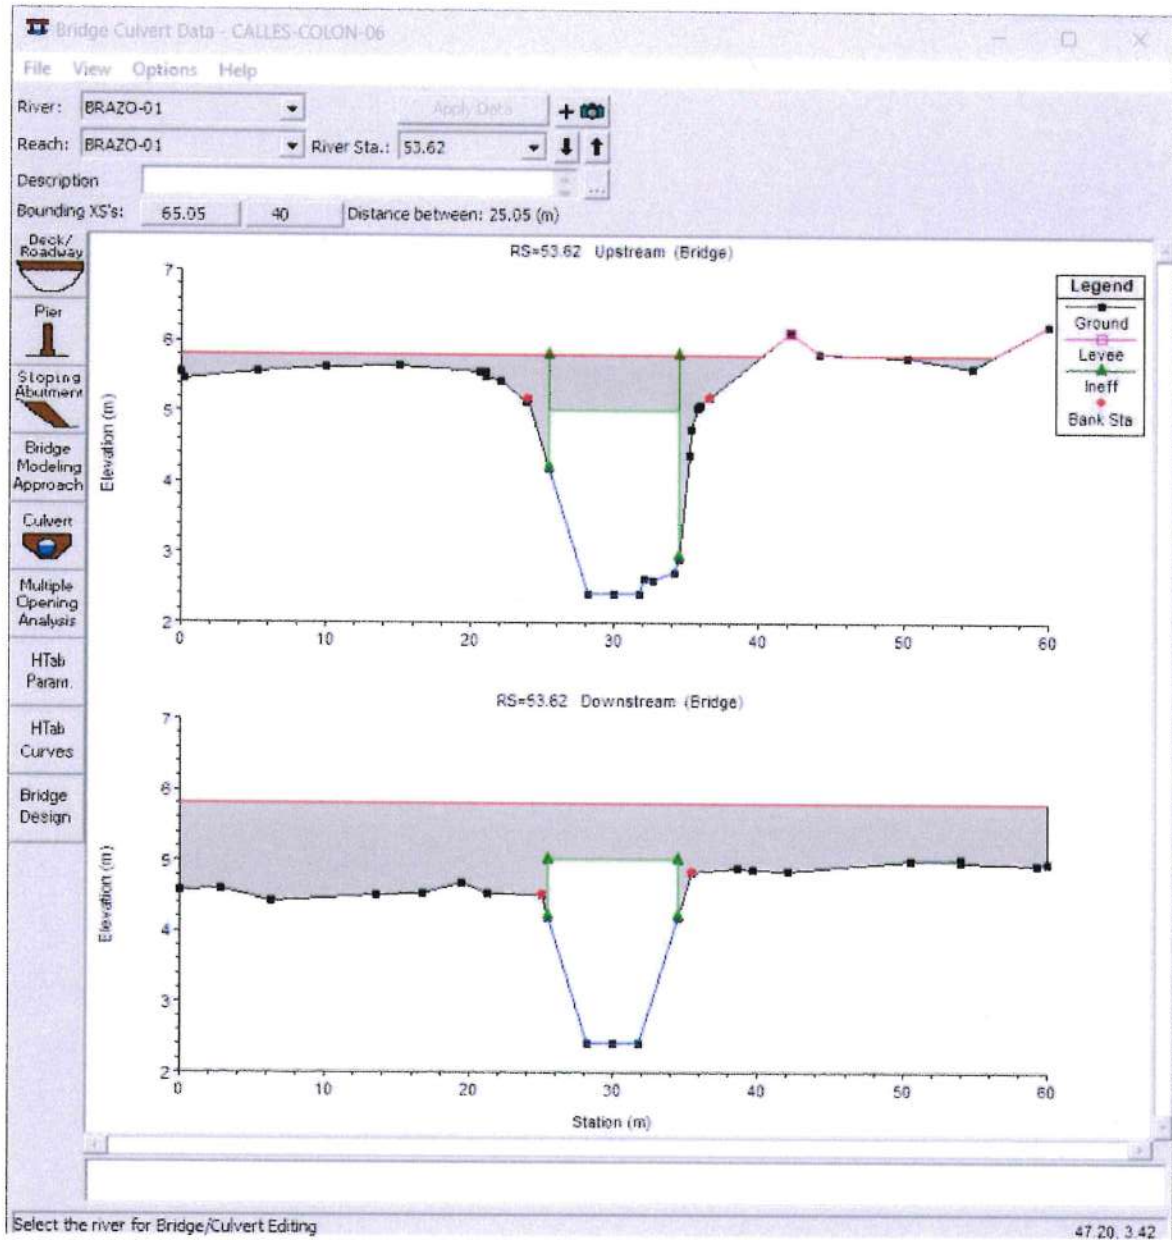 Bridge Culvert Data - CALLES-COLON-06
File View Options Help
River: BRAZO-01 Apply Data
Reach: BRAZO-01 River Sta.: 53.62
Description ...
Bounding XS's: 65.05 40 Distance between: 25.05 (m)
Deck/
Roadway
Pier
Sloping
Abutment
Bridge
Modeling
Approach
Culvert
Multiple
Opening
Analysis
HTab
Param.
HTab
Curves
Bridge
Design
RS=53.62 Upstream (Bridge)
Elevation (m)
7
6
5
4
3
2
0 10 20 30 40 50 60
Legend
Ground
Levee
Ineff
Bank Sta
RS=53.62 Downstream (Bridge)
Elevation (m)
7
6
5
4
3
2
0 10 20 30 40 50 60
Station (m)
Select the river for Bridge/Culvert Editing
47.20, 3.42